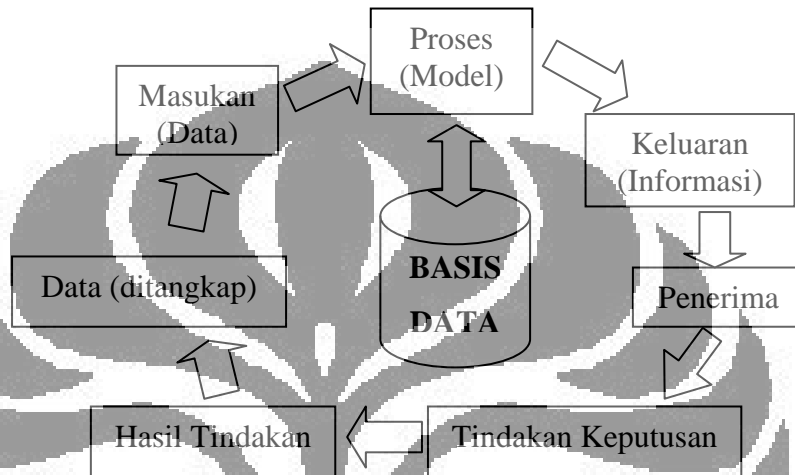 Proses
(Model)
Masukan
(Data)
Keluaran
(Informasi)
BASIS
DATA
Data (ditangkap)
Penerima
Hasil Tindakan
Tindakan Keputusan